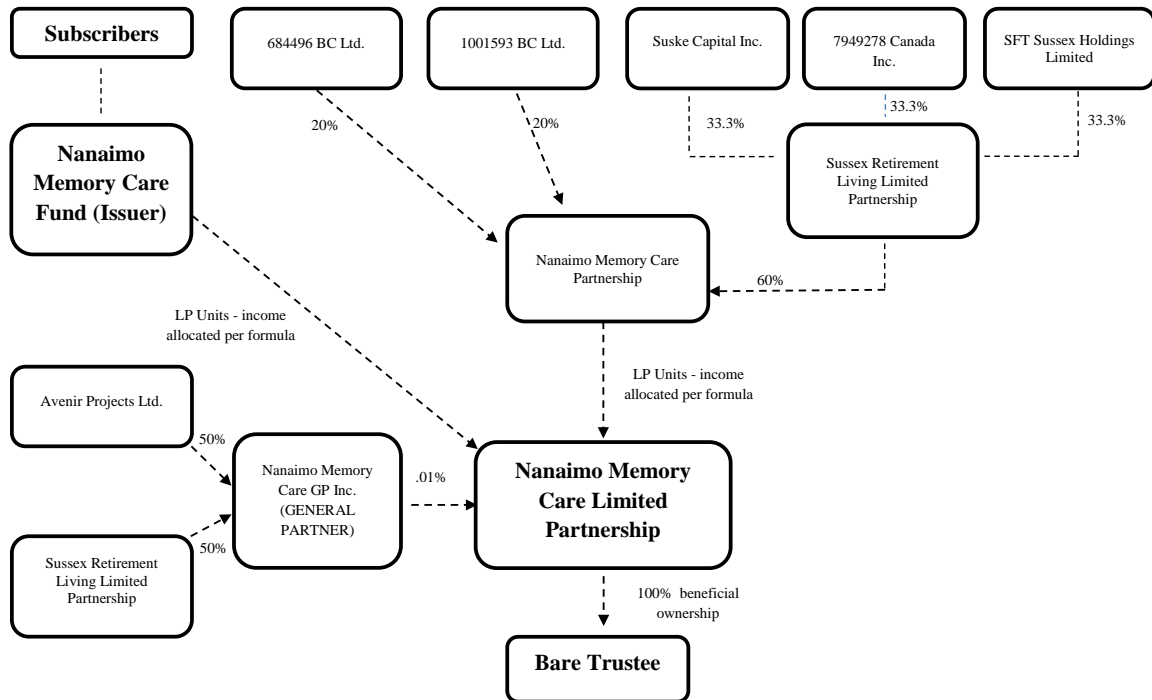 Subscribers
684496 BC Ltd.
1001593 BC Ltd.
Suske Capital Inc.
7949278 Canada
Inc.
SFT Sussex Holdings
Limited
20%
20%
33.3%
33.3%
33.3%
Nanaimo
Memory Care
Fund (Issuer)
Sussex Retirement
Living Limited
Partnership
Nanaimo Memory Care
Partnership
60%
LP Units - income
allocated per formula
LP Units - income
allocated per formula
Avenir Projects Ltd.
50%
Nanaimo Memory
Care GP Inc.
(GENERAL
PARTNER)
.01%
Nanaimo Memory
Care Limited
Partnership
50%
Sussex Retirement
Living Limited
Partnership
100% beneficial
ownership
Bare Trustee